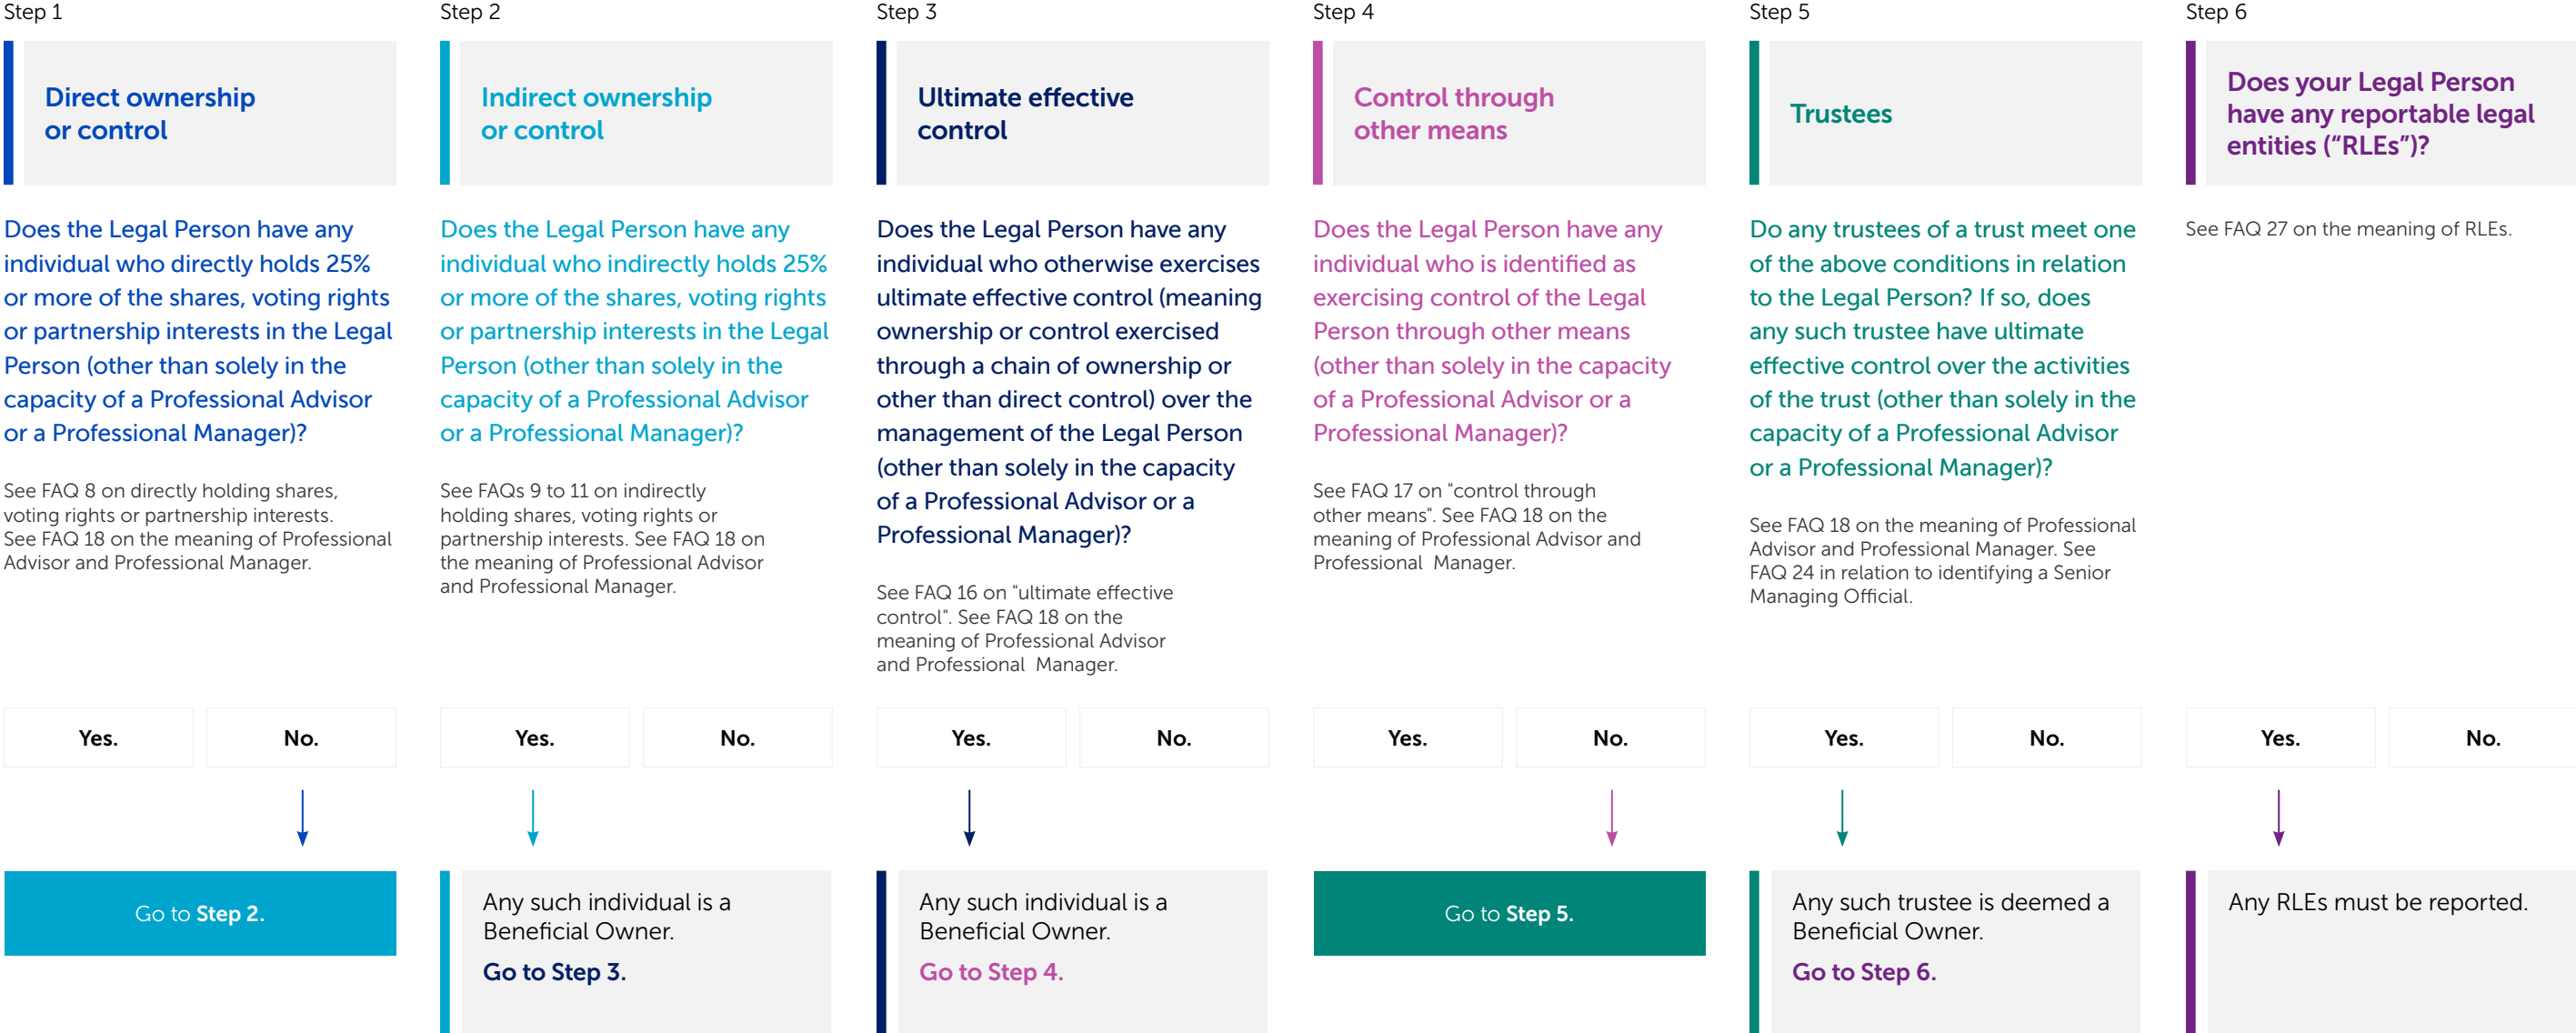 Step 1
Direct ownership
or control
Does the Legal Person have any
individual who directly holds 25%
or more of the shares, voting rights
or partnership interests in the Legal
Person (other than solely in the
capacity of a Professional Advisor
or a Professional Manager)?
See FAQ 8 on directly holding shares,
voting rights or partnership interests.
See FAQ 18 on the meaning of Professional
Advisor and Professional Manager.
Yes.
No.
Go to Step 2.
Step 2
Indirect ownership
or control
Does the Legal Person have any
individual who indirectly holds 25%
or more of the shares, voting rights
or partnership interests in the Legal
Person (other than solely in the
capacity of a Professional Advisor
or a Professional Manager)?
See FAQs 9 to 11 on indirectly
holding shares, voting rights or
partnership interests. See FAQ 18 on
the meaning of Professional Advisor
and Professional Manager.
Yes.
No.
Any such individual is a
Beneficial Owner.
Go to Step 3.
Step 3
Ultimate effective
control
Does the Legal Person have any
individual who otherwise exercises
ultimate effective control (meaning
ownership or control exercised
through a chain of ownership or
other than direct control) over the
management of the Legal Person
(other than solely in the capacity
of a Professional Advisor or a
Professional Manager)?
See FAQ 16 on "ultimate effective
control". See FAQ 18 on the
meaning of Professional Advisor
and Professional Manager.
Yes.
No.
Any such individual is a
Beneficial Owner.
Go to Step 4.
Step 4
Control through
other means
Does the Legal Person have any
individual who is identified as
exercising control of the Legal
Person through other means
(other than solely in the capacity
of a Professional Advisor or a
Professional Manager)?
See FAQ 17 on "control through
other means". See FAQ 18 on the
meaning of Professional Advisor and
Professional Manager.
Yes.
No.
Go to Step 5.
Step 5
Trustees
Do any trustees of a trust meet one
of the above conditions in relation
to the Legal Person? If so, does
any such trustee have ultimate
effective control over the activities
of the trust (other than solely in the
capacity of a Professional Advisor
or a Professional Manager)?
See FAQ 18 on the meaning of Professional
Advisor and Professional Manager. See
FAQ 24 in relation to identifying a Senior
Managing Official.
Yes.
No.
Any such trustee is deemed a
Beneficial Owner.
Go to Step 6.
Step 6
Does your Legal Person
have any reportable legal
entities (“RLEs”)?
See FAQ 27 on the meaning of RLEs.
Yes.
No.
Any RLEs must be reported.